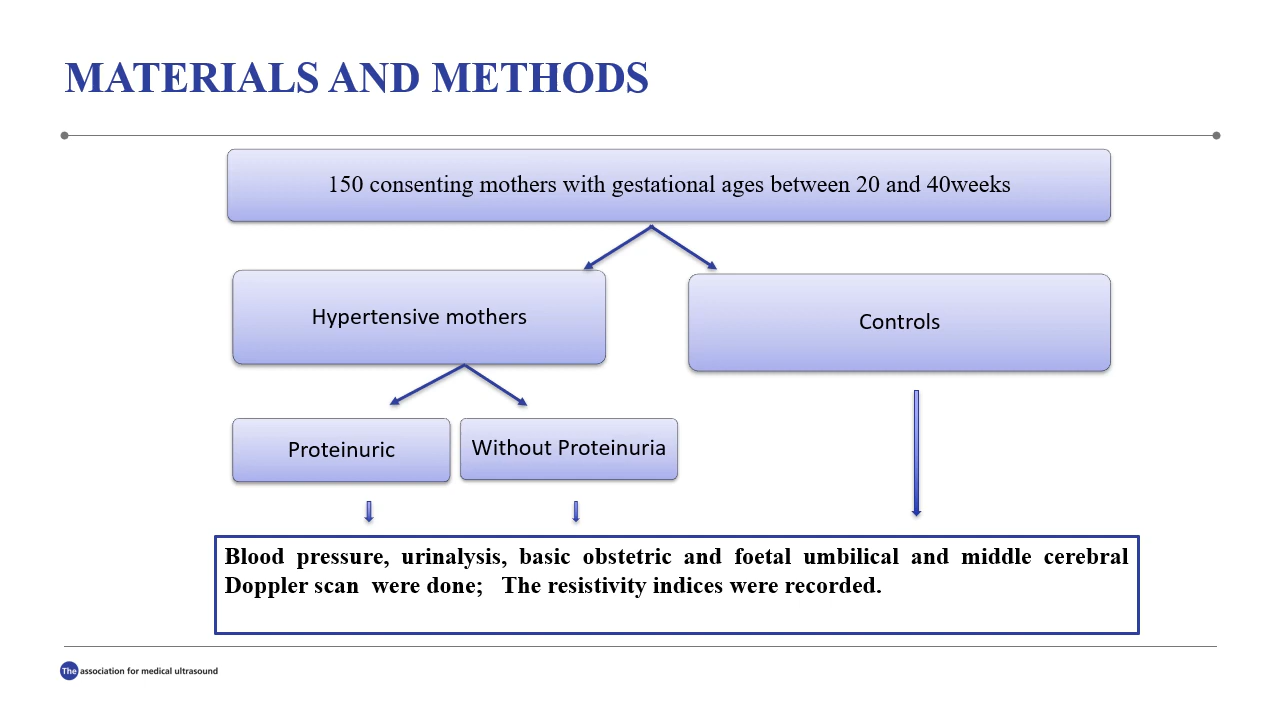 MATERIALS AND METHODS
150 consenting mothers with gestational ages between 20 and 40weeks
Hypertensive mothers
Controls
Proteinuric
Without Proteinuria
Blood pressure, urinalysis, basic obstetric and foetal umbilical and middle cerebral
Doppler scan were done; The resistivity indices were recorded.
The association for medical ultrasound